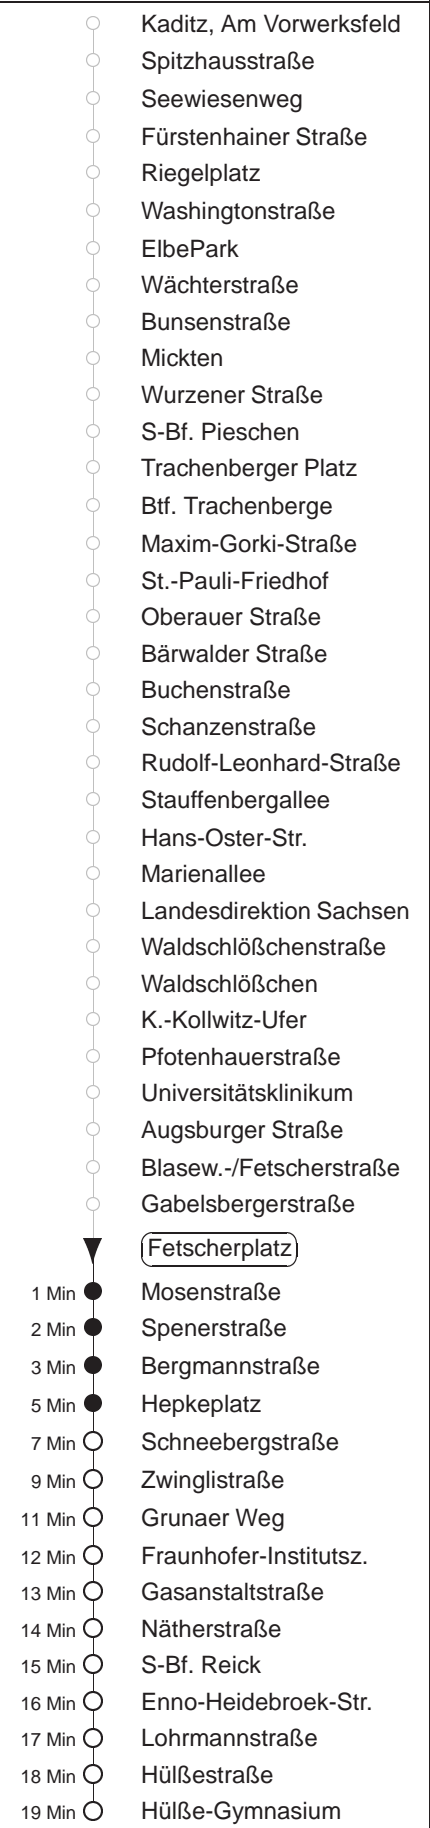 Kaditz, Am Vorwerksfeld
Spitzhausstraße
Seewiesenweg
Fürstenhainer Straße
Riegelplatz
Washingtonstraße
ElbePark
Wächterstraße
Bunsenstraße
Mickten
Wurzener Straße
S-Bf. Pieschen
Trachenberger Platz
Btf. Trachenberge
Maxim-Gorki-Straße
St.-Pauli-Friedhof
Oberauer Straße
Bärwalder Straße
Buchenstraße
Schanzenstraße
Rudolf-Leonhard-Straße
Stauffenbergallee
Hans-Oster-Str.
Marienallee
Landesdirektion Sachsen
Waldschlößchenstraße
Waldschlößchen
K.-Kollwitz-Ufer
Pfotenhauerstraße
Universitätsklinikum
Augsburger Straße
Blasew.-/Fetscherstraße
Gabelsbergerstraße
Fetscherplatz
1 Min Mosenstraße
2 Min Spenerstraße
3 Min Bergmannstraße
5 Min Hepkeplatz
7 Min Schneebergstraße
9 Min Zwinglistraße
11 Min Grunaer Weg
12 Min Fraunhofer-Institutsz.
13 Min Gasanstaltstraße
14 Min Nätherstraße
15 Min S-Bf. Reick
16 Min Enno-Heidebroek-Str.
17 Min Lohrmannstraße
18 Min Hülßestraße
19 Min Hülße-Gymnasium